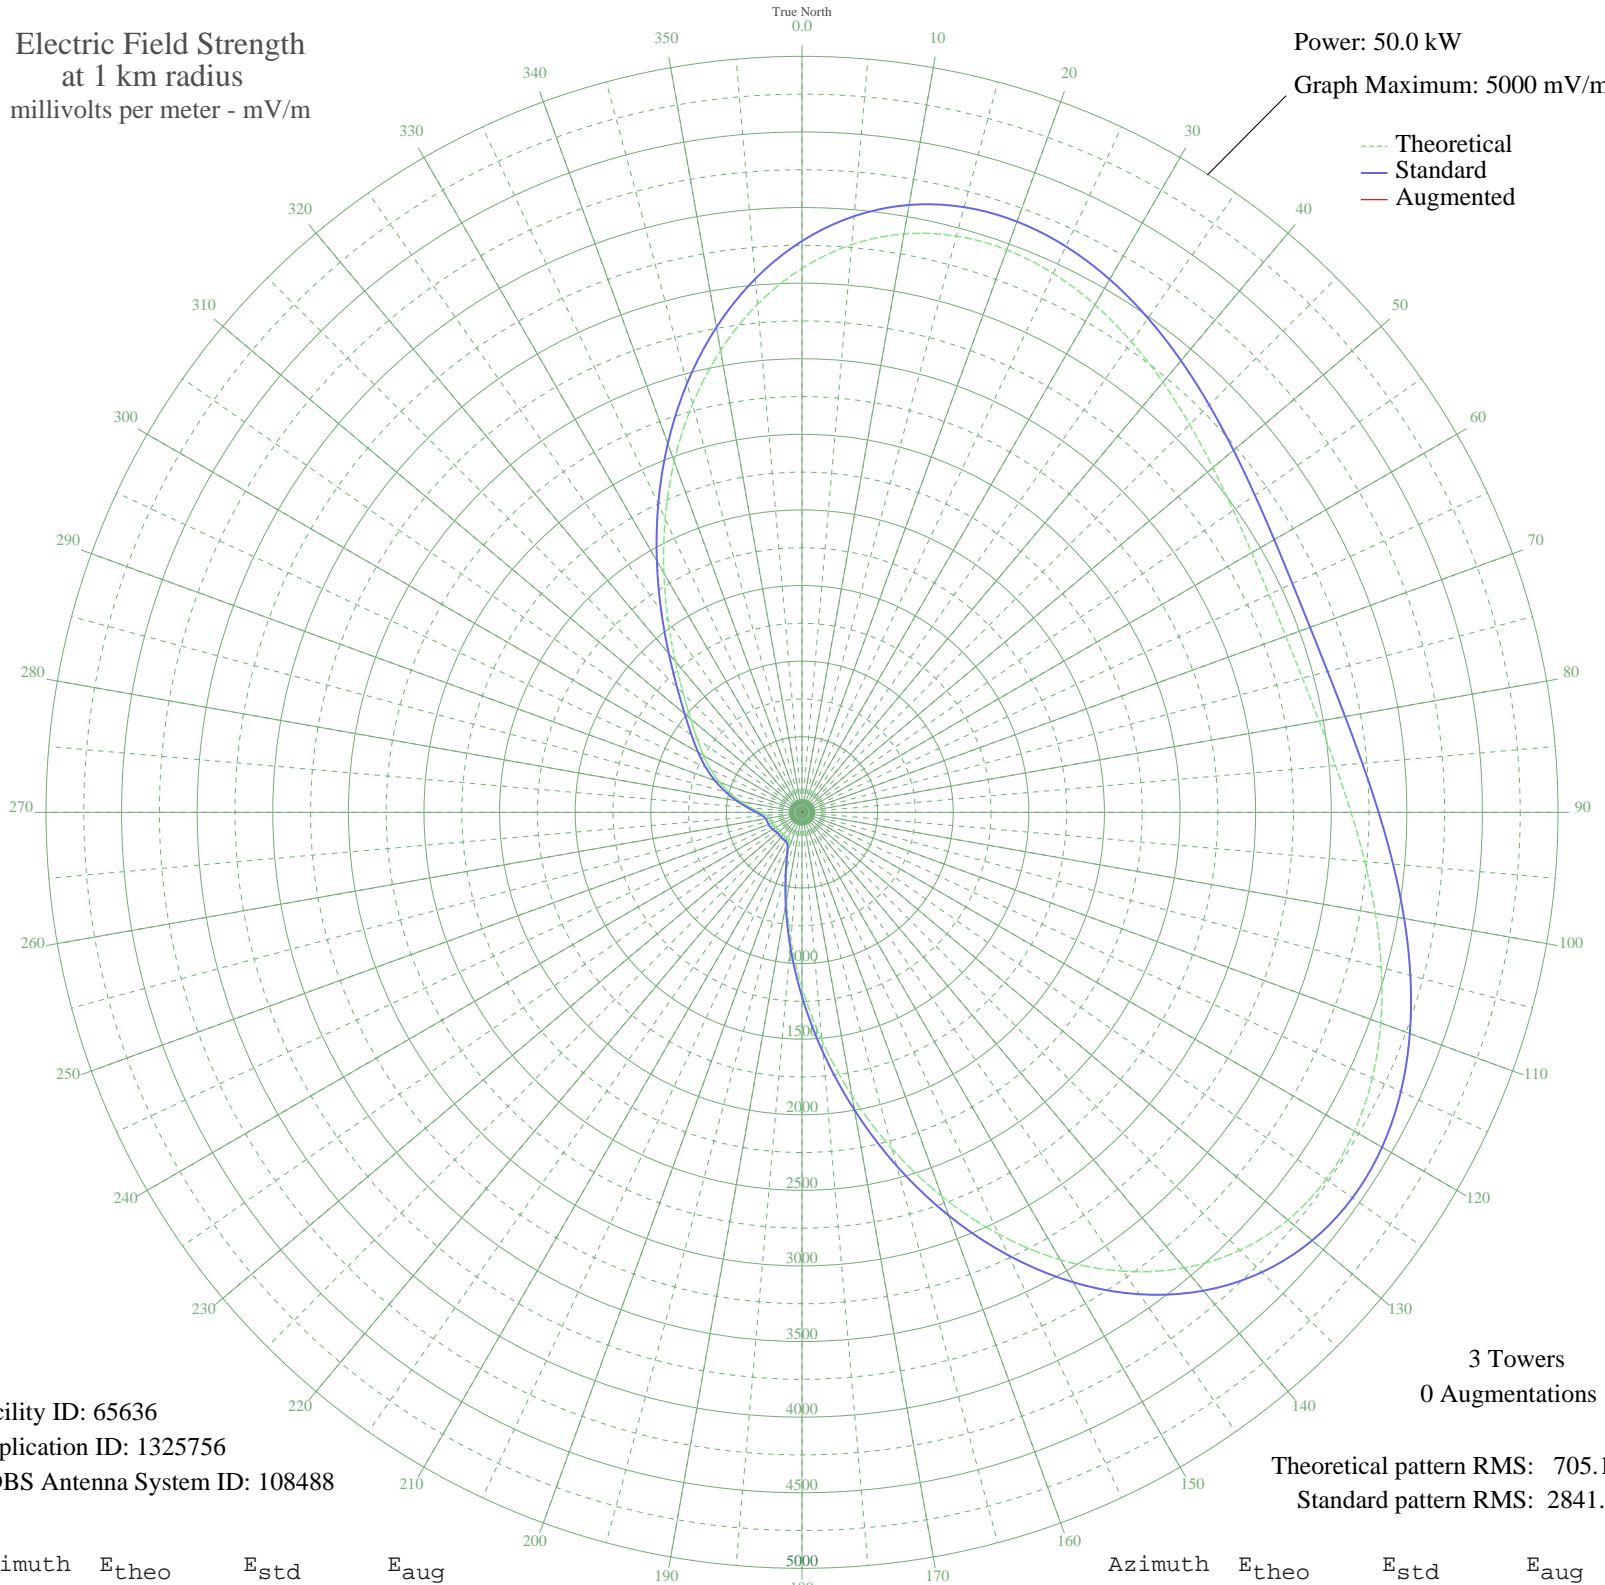 True North
0.0
Electric Field Strength
at 1 km radius
millivolts per meter - mV/m
Power: 50.0 kW
Graph Maximum: 5000 mV/m
Theoretical
Standard
Augmented
10
20
30
40
50
60
70
80
90
100
110
120
130
140
150
160
170
190
200
210
220
230
240
250
260
270
280
290
300
310
320
330
340
350
1000
1500
2000
2500
3000
3500
4000
4500
5000
3 Towers
0 Augmentations
cility ID: 65636
plication ID: 1325756
DBS Antenna System ID: 108488
Theoretical pattern RMS: 705.1
Standard pattern RMS: 2841.
imuth Etheo Estd Eaug
Azimuth Etheo Estd Eaug